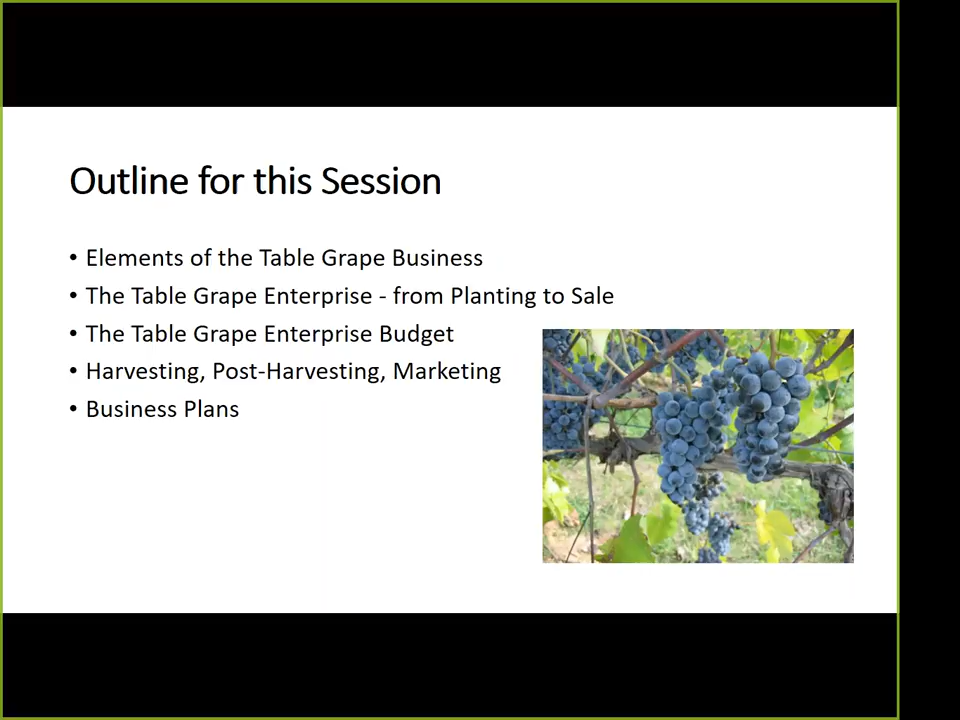 Outline for this Session
• Elements of the Table Grape Business
• The Table Grape Enterprise - from Planting to Sale
• The Table Grape Enterprise Budget
• Harvesting, Post-Harvesting, Marketing
• Business Plans